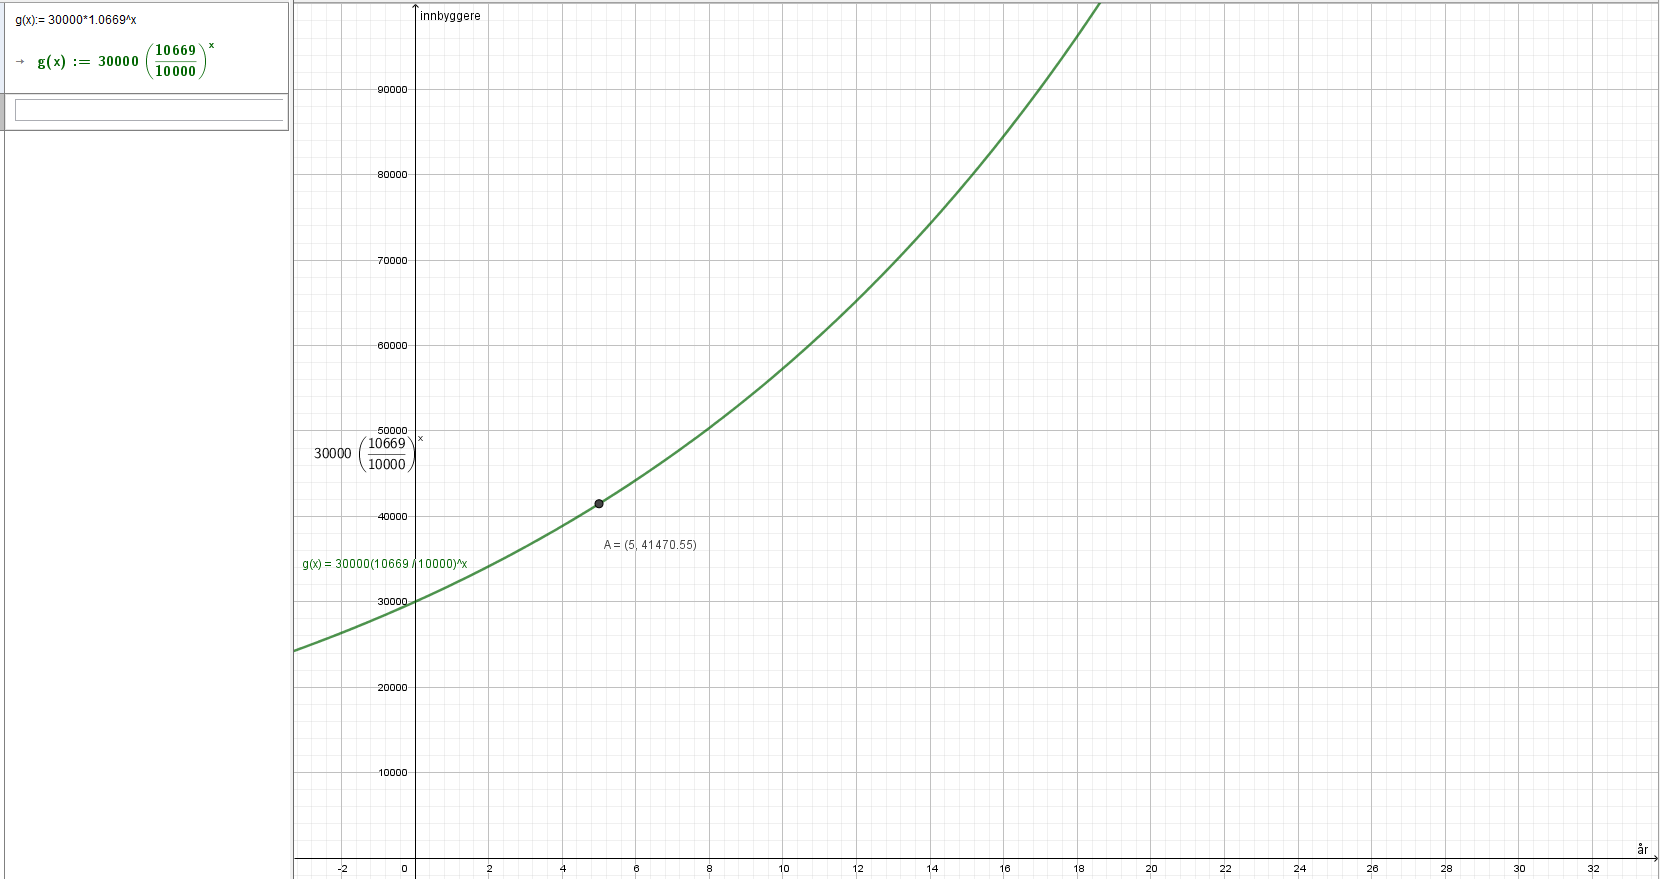 g(x):= 30000*1.0669^x
→ g(x) := 30000 (10669/10000)^x
innbyggere
90000
80000
70000
60000
50000
30000 (10669/10000)^x
40000
A = (5, 41470.55)
g(x) = 30000(10669 / 10000)^x
30000
20000
10000
år
-2 0 2 4 6 8 10 12 14 16 18 20 22 24 26 28 30 32